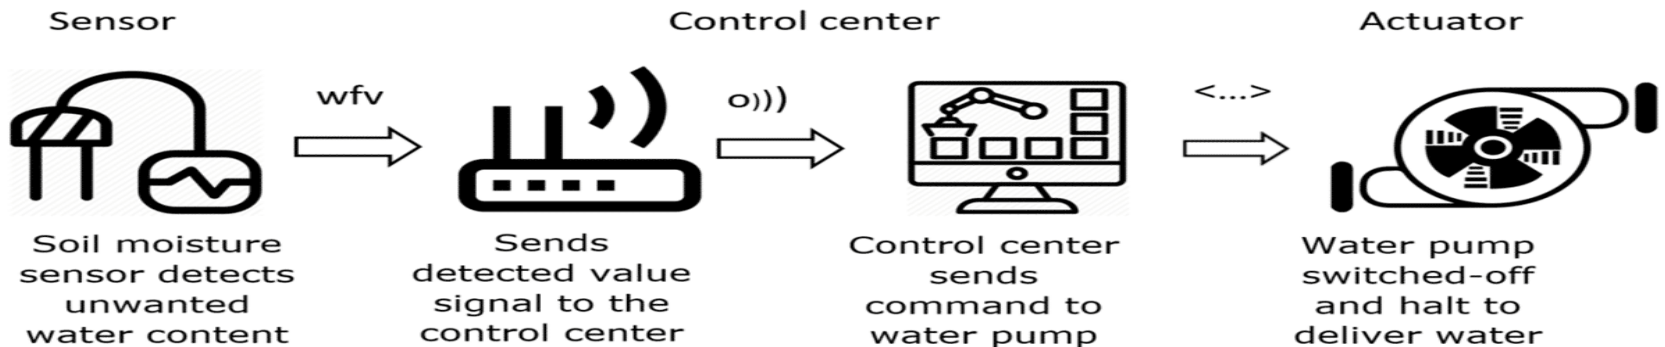 Sensor
Control center
Actuator
wfv
o)))
<...>
Soil moisture
sensor detects
unwanted
water content
Sends
detected value
signal to the
control center
Control center
sends
command to
water pump
Water pump
switched-off
and halt to
deliver water